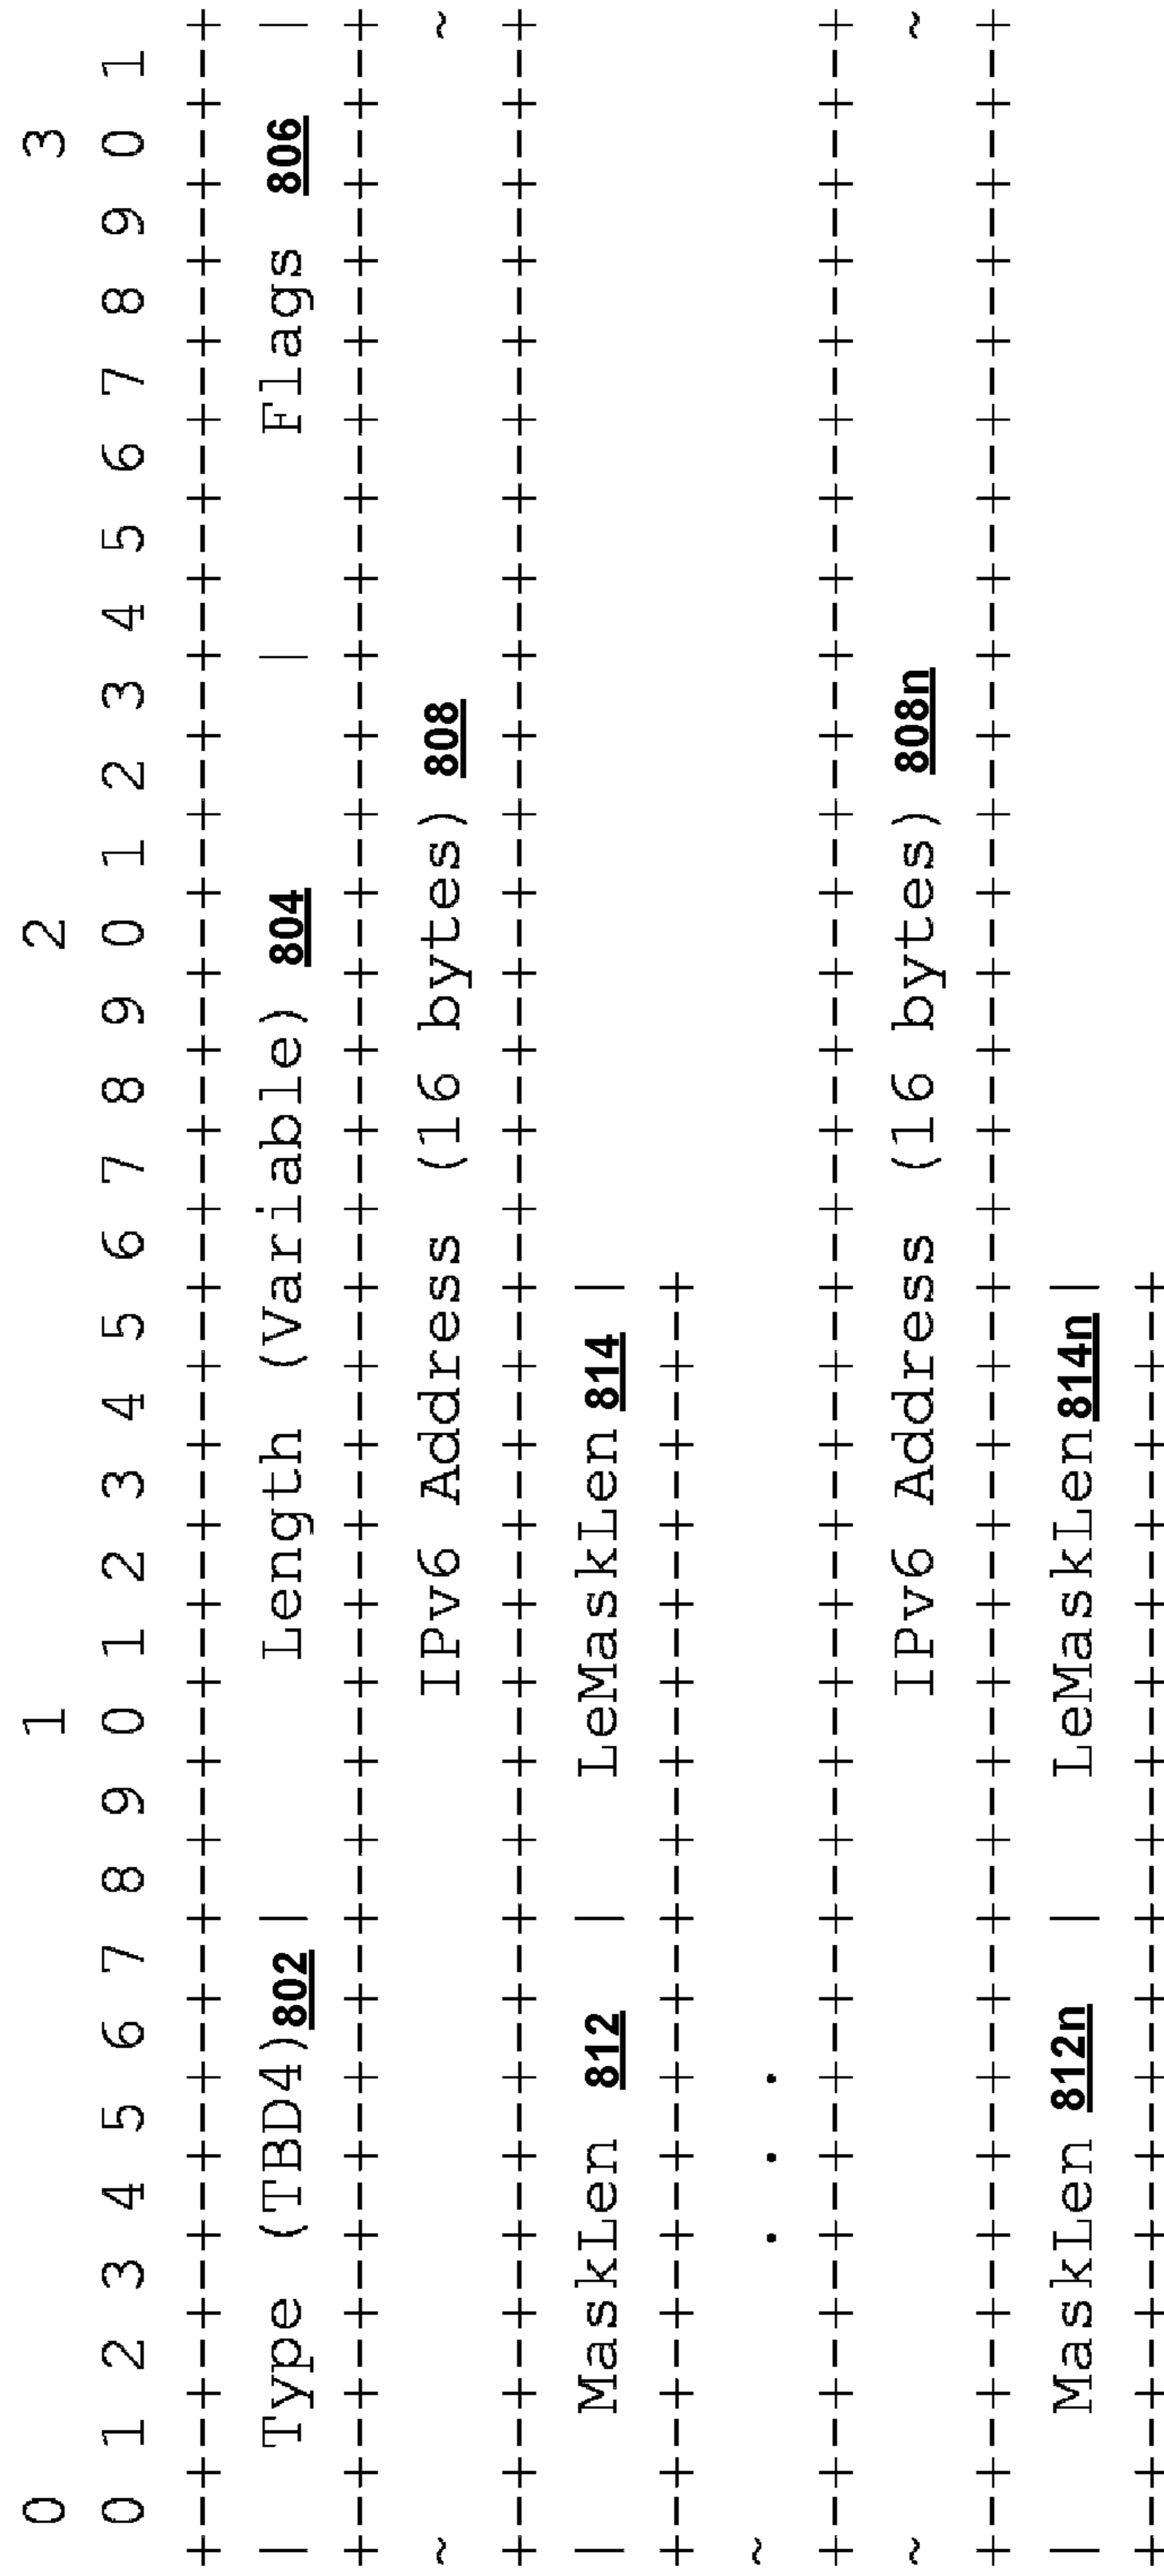 0 1 2 3
0 1 2 3 4 5 6 7 8 9 0 1 2 3 4 5 6 7 8 9 0 1 2 3 4 5 6 7 8 9 0 1
+-+-+-+-+-+-+-+-+-+-+-+-+-+-+-+-+-+-+-+-+-+-+-+-+-+-+-+-+-+-+-+-+
| Type (TBD4) 802 | Length (Variable) 804 | Flags 806 |
+-+-+-+-+-+-+-+-+-+-+-+-+-+-+-+-+-+-+-+-+-+-+-+-+-+-+-+-+-+-+-+-+
~ IPv6 Address (16 bytes) 808 ~
+-+-+-+-+-+-+-+-+-+-+-+-+-+-+-+-+-+-+-+-+-+-+-+-+-+-+-+-+-+-+-+-+
| MaskLen 812 | LeMaskLen 814 |
+-+-+-+-+-+-+-+-+-+-+-+-+-+-+-+-+
~ . . .
+-+-+-+-+-+-+-+-+-+-+-+-+-+-+-+-+-+-+-+-+-+-+-+-+-+-+-+-+-+-+-+-+
~ IPv6 Address (16 bytes) 808n ~
+-+-+-+-+-+-+-+-+-+-+-+-+-+-+-+-+-+-+-+-+-+-+-+-+-+-+-+-+-+-+-+-+
| MaskLen 812n | LeMaskLen 814n |
+-+-+-+-+-+-+-+-+-+-+-+-+-+-+-+-+